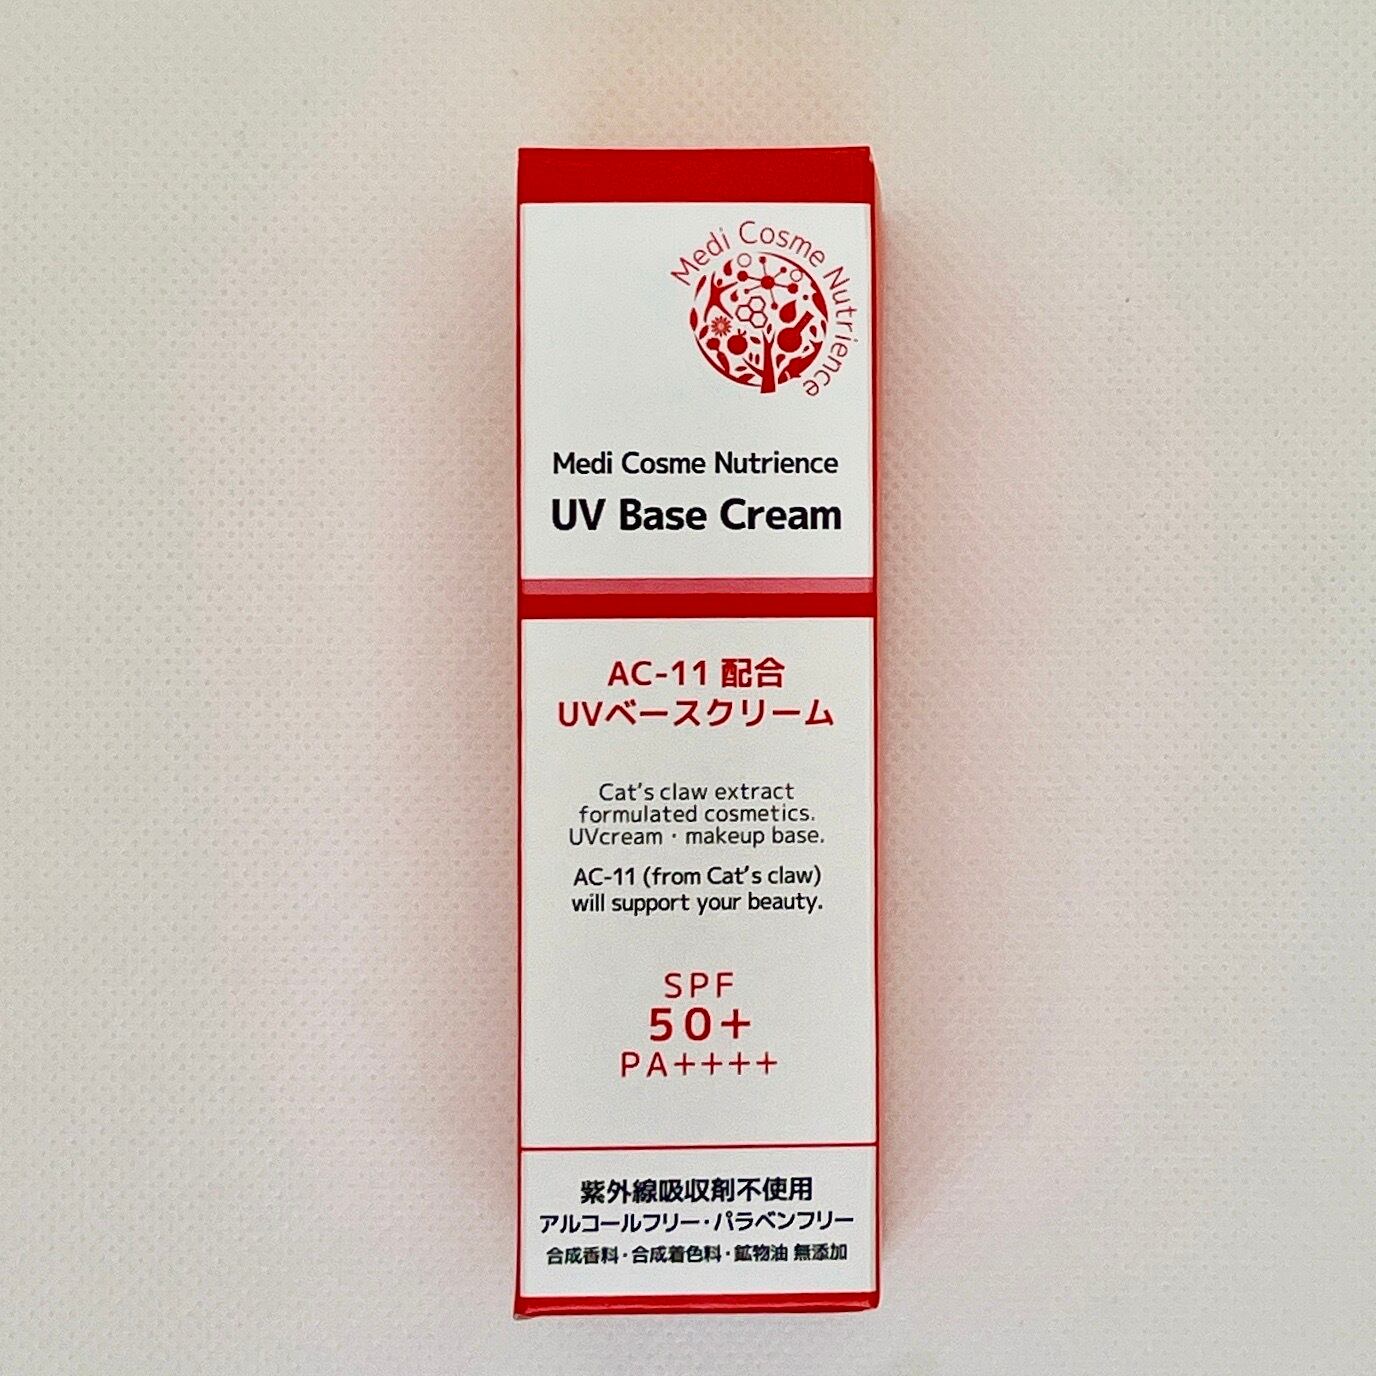 Medi Cosme Nutrience
Medi Cosme Nutrience
UV Base Cream
AC-11 配合
UVベースクリーム
Cat's claw extract
formulated cosmetics.
UVcream・makeup base.
AC-11 (from Cat's claw)
will support your beauty.
SPF
50+
PA++++
紫外線吸収剤不使用
アルコールフリー・パラベンフリー
合成香料・合成着色料・鉱物油 無添加